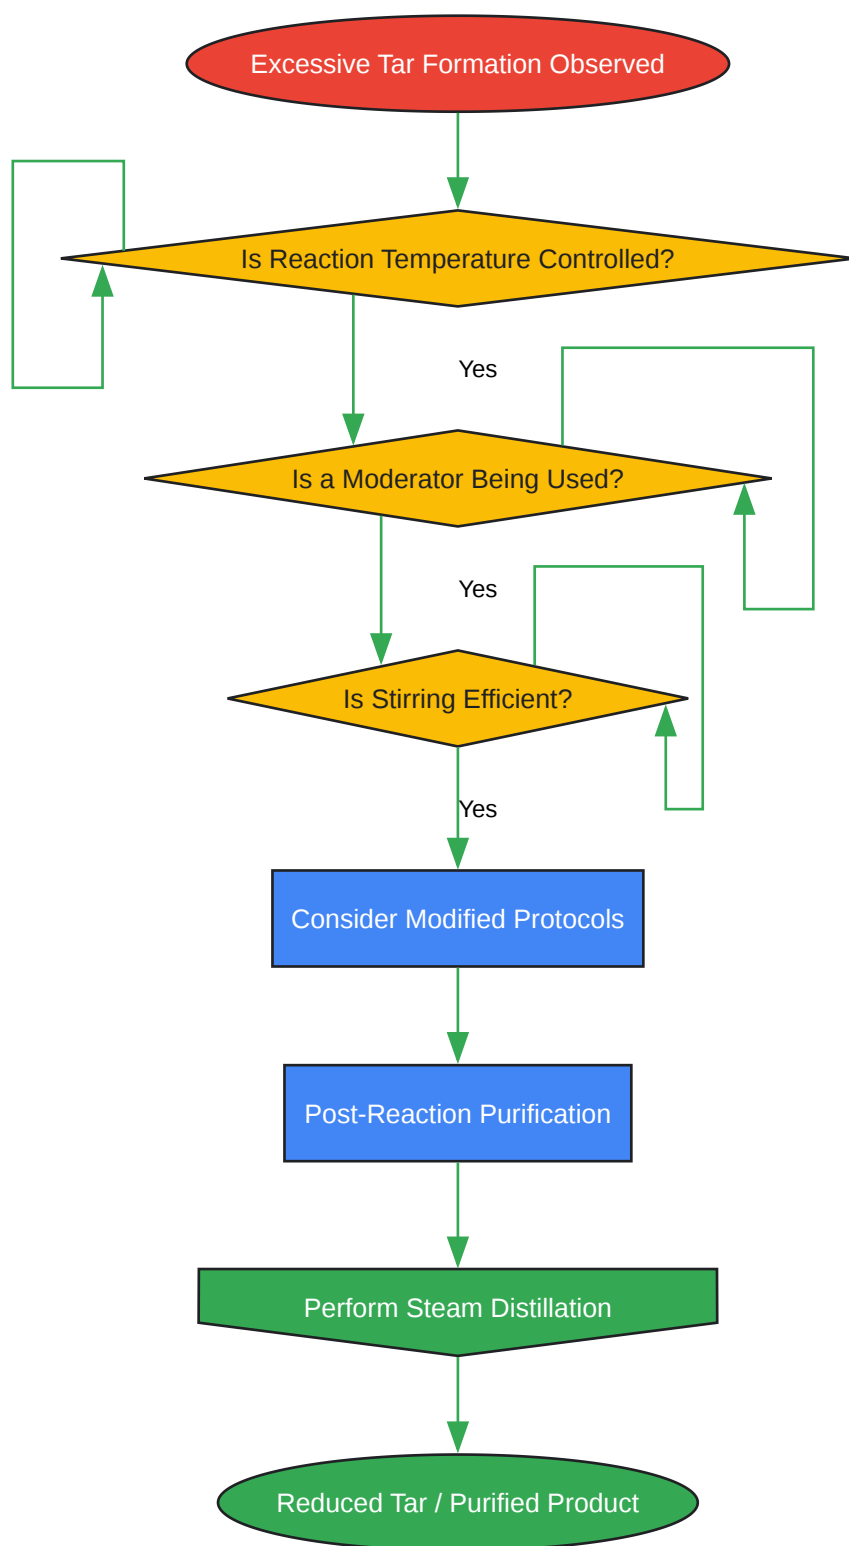 Excessive Tar Formation Observed
Is Reaction Temperature Controlled?
Yes
Is a Moderator Being Used?
Yes
Is Stirring Efficient?
Yes
Consider Modified Protocols
Post-Reaction Purification
Perform Steam Distillation
Reduced Tar / Purified Product